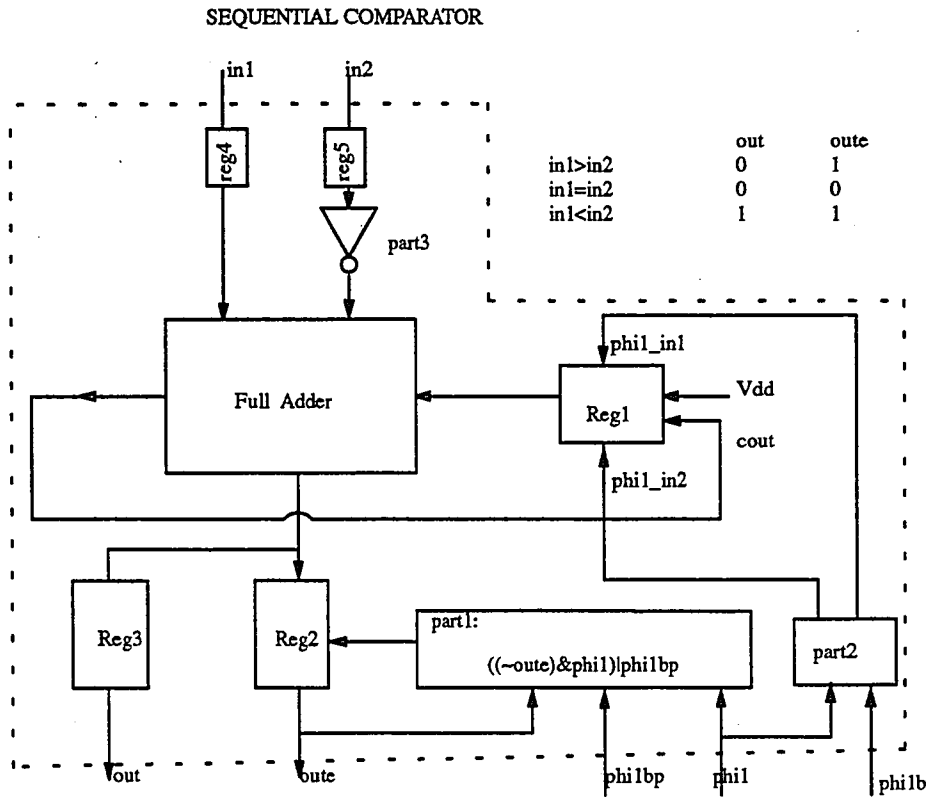 SEQUENTIAL COMPARATOR
in1
in2
out oute
in1>in2 0 1
in1=in2 0 0
in1<in2 1 1
reg4
reg5
part3
Full Adder
phi1_in1
Reg1
Vdd
cout
phi1_in2
Reg3
Reg2
part1:
((~oute)&phi1)|phi1bp
part2
out
oute
phi1bp
phi1
phi1b